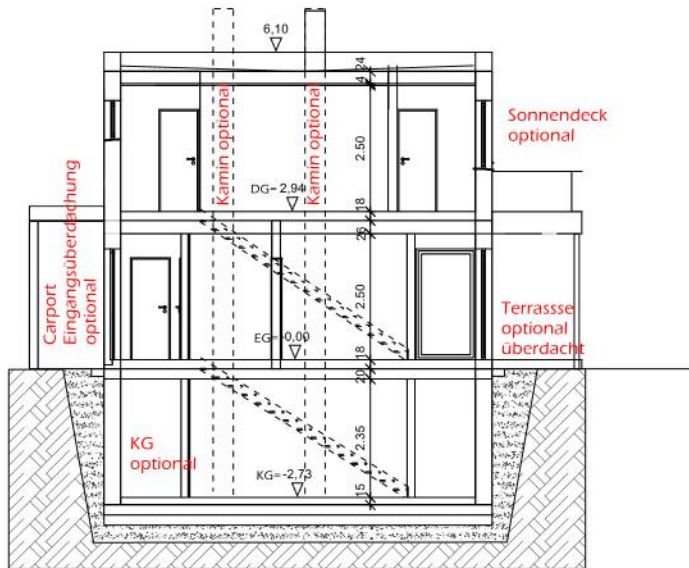 6,10
24
4
Kamin optional
Kamin optional
Sonnendeck
optional
2.50
DG= 2,94
18
26
Carport
Eingangsüberdachung
optional
2.50
Terrassse
optional
überdacht
EG=-0,00
18
20
KG
optional
2.35
KG=-2,73
15